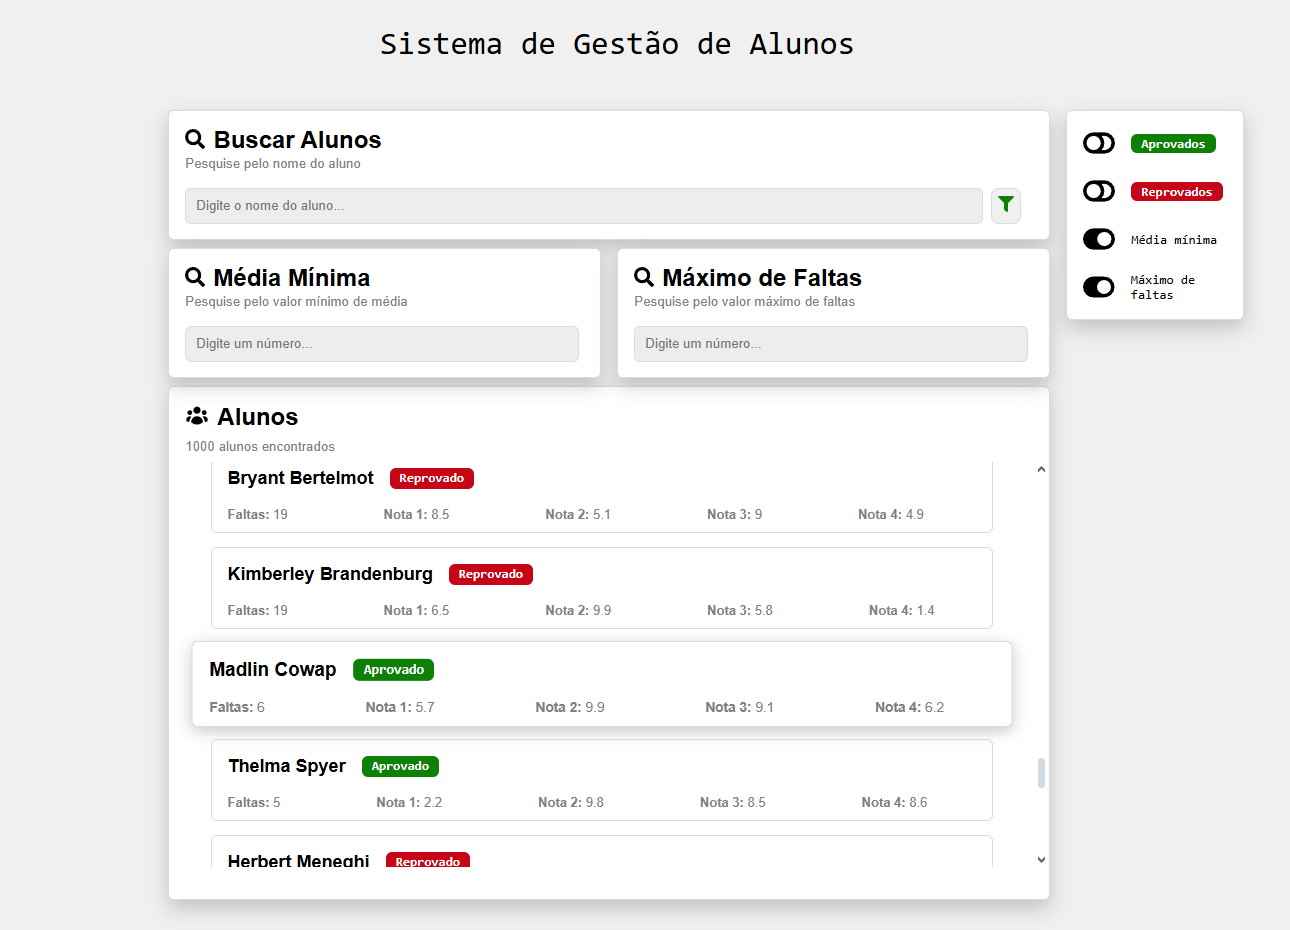 Sistema de Gestão de Alunos
Buscar Alunos
Pesquise pelo nome do aluno
Digite o nome do aluno...
Aprovados
Reprovados
Média mínima
Máximo de
faltas
Média Mínima
Pesquise pelo valor mínimo de média
Digite um número...
Máximo de Faltas
Pesquise pelo valor máximo de faltas
Digite um número...
Alunos
1000 alunos encontrados
Bryant Bertelmot Reprovado
Faltas: 19 Nota 1: 8.5 Nota 2: 5.1 Nota 3: 9 Nota 4: 4.9
Kimberley Brandenburg Reprovado
Faltas: 19 Nota 1: 6.5 Nota 2: 9.9 Nota 3: 5.8 Nota 4: 1.4
Madlin Cowap Aprovado
Faltas: 6 Nota 1: 5.7 Nota 2: 9.9 Nota 3: 9.1 Nota 4: 6.2
Thelma Spyer Aprovado
Faltas: 5 Nota 1: 2.2 Nota 2: 9.8 Nota 3: 8.5 Nota 4: 8.6
Herbert Meneghi Reprovado